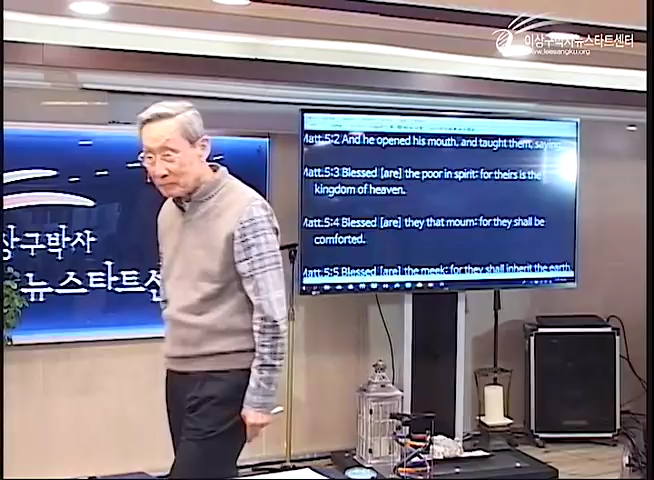 이상구박사뉴스타트센터
www.leesangku.org
Matt.5:2 And he opened his mouth, and taught them, saying,
Matt.5:3 Blessed [are] the poor in spirit: for theirs is the
kingdom of heaven.
Matt.5:4 Blessed [are] they that mourn: for they shall be
comforted.
Matt.5:5 Blessed [are] the meek: for they shall inherit the earth.
상구박사
뉴스타트센